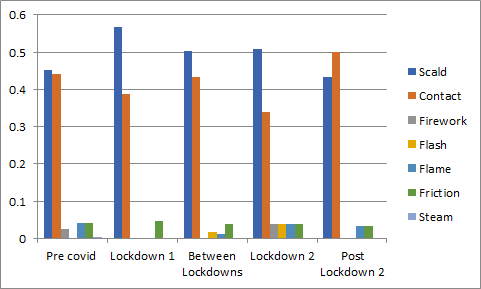 0.6
0.5
0.4
0.3
0.2
0.1
0
Pre covid
Lockdown 1
Between
Lockdowns
Lockdown 2
Post
Lockdown 2
Scald
Contact
Firework
Flash
Flame
Friction
Steam